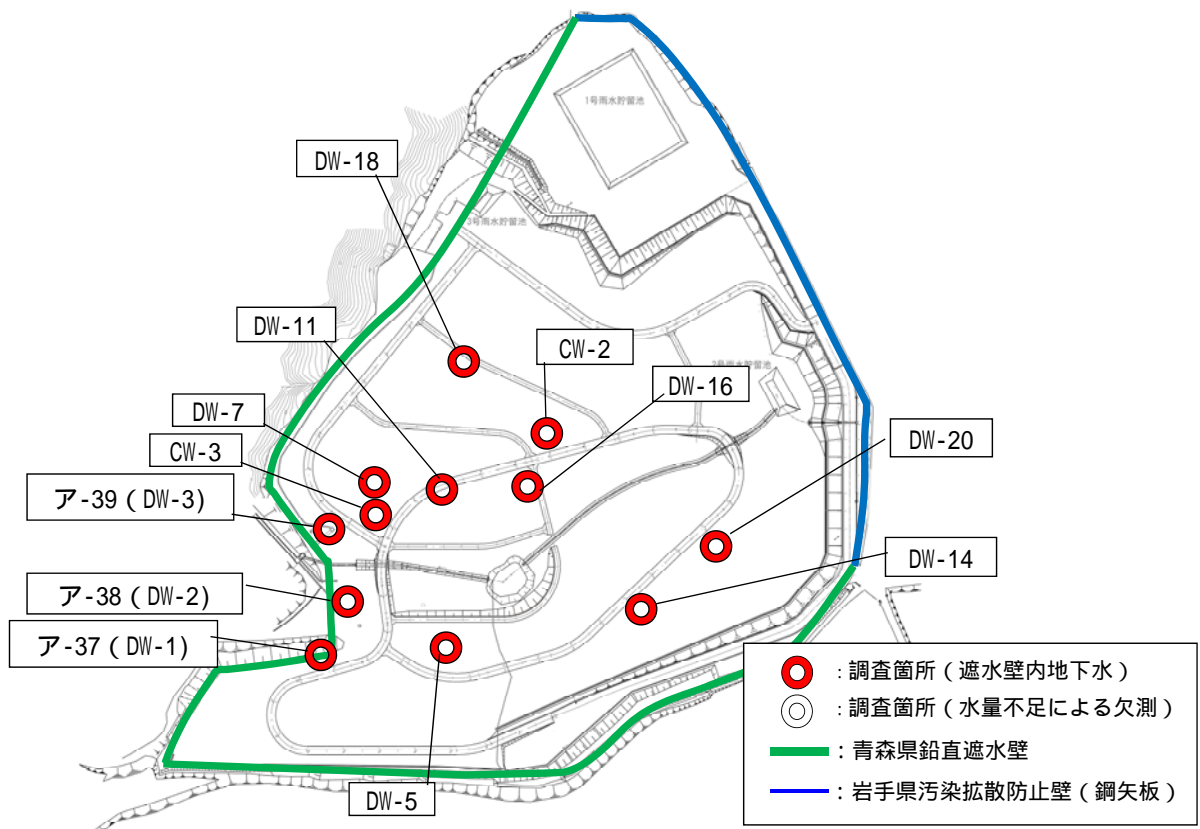 1号雨水貯留池
DW-18
3号雨水貯留池
DW-11
CW-2
2号雨水貯留池
DW-16
DW-7
DW-20
CW-3
ア-39（DW-3)
DW-14
ア-38（DW-2）
ア-37（DW-1）
DW-5
：調査箇所（遮水壁内地下水）
：調査箇所（水量不足による欠測）
：青森県鉛直遮水壁
：岩手県汚染拡散防止壁（鋼矢板）